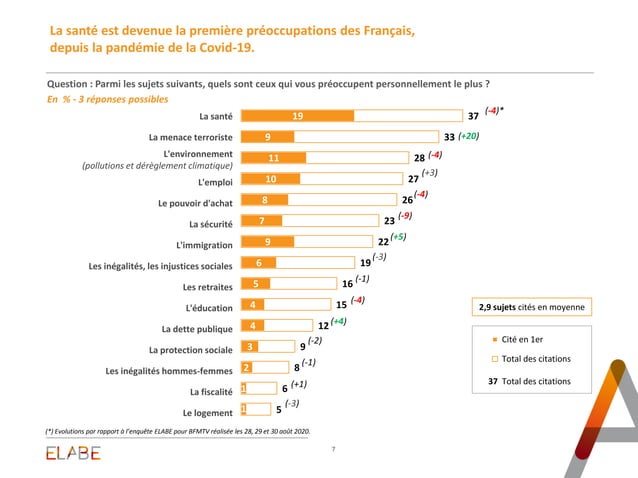 La santé est devenue la première préoccupations des Français,
depuis la pandémie de la Covid-19.
Question : Parmi les sujets suivants, quels sont ceux qui vous préoccupent personnellement le plus ?
En % - 3 réponses possibles
La santé 19 37 (-4)*
La menace terroriste 9 33 (+20)
L'environnement
(pollutions et dérèglement climatique) 11 28 (-4)
L'emploi 10 27 (+3)
Le pouvoir d'achat 8 26 (-4)
La sécurité 7 23 (-9)
L'immigration 9 22 (+5)
Les inégalités, les injustices sociales 6 19 (-3)
Les retraites 5 16 (-1)
L'éducation 4 15 (-4)
La dette publique 4 12 (+4)
La protection sociale 3 9 (-2)
Les inégalités hommes-femmes 2 8 (-1)
La fiscalité 1 6 (+1)
Le logement 1 5 (-3)
2,9 sujets cités en moyenne
Cité en 1er
Total des citations
37 Total des citations
(*) Evolutions par rapport à l'enquête ELABE pour BFMTV réalisée les 28, 29 et 30 août 2020.
ELABE
7